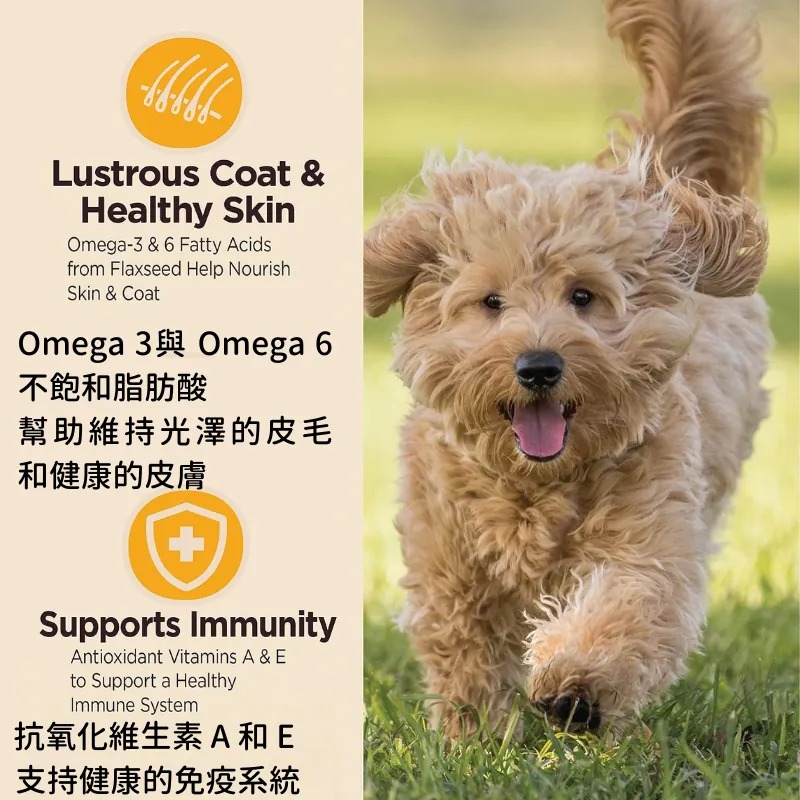 Lustrous Coat &
Healthy Skin
Omega-3 & 6 Fatty Acids
from Flaxseed Help Nourish
Skin & Coat
Omega 3與 Omega 6
不飽和脂肪酸
幫助維持光澤的皮毛
和健康的皮膚
Supports Immunity
Antioxidant Vitamins A & E
to Support a Healthy
Immune System
抗氧化維生素 A 和 E
支持健康的免疫系統